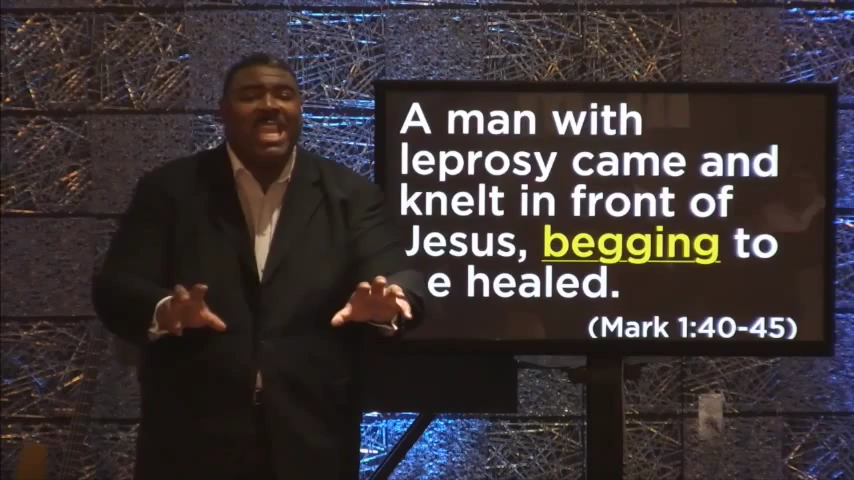 A man with
leprosy came and
knelt in front of
Jesus, begging to
e healed.
(Mark 1:40-45)